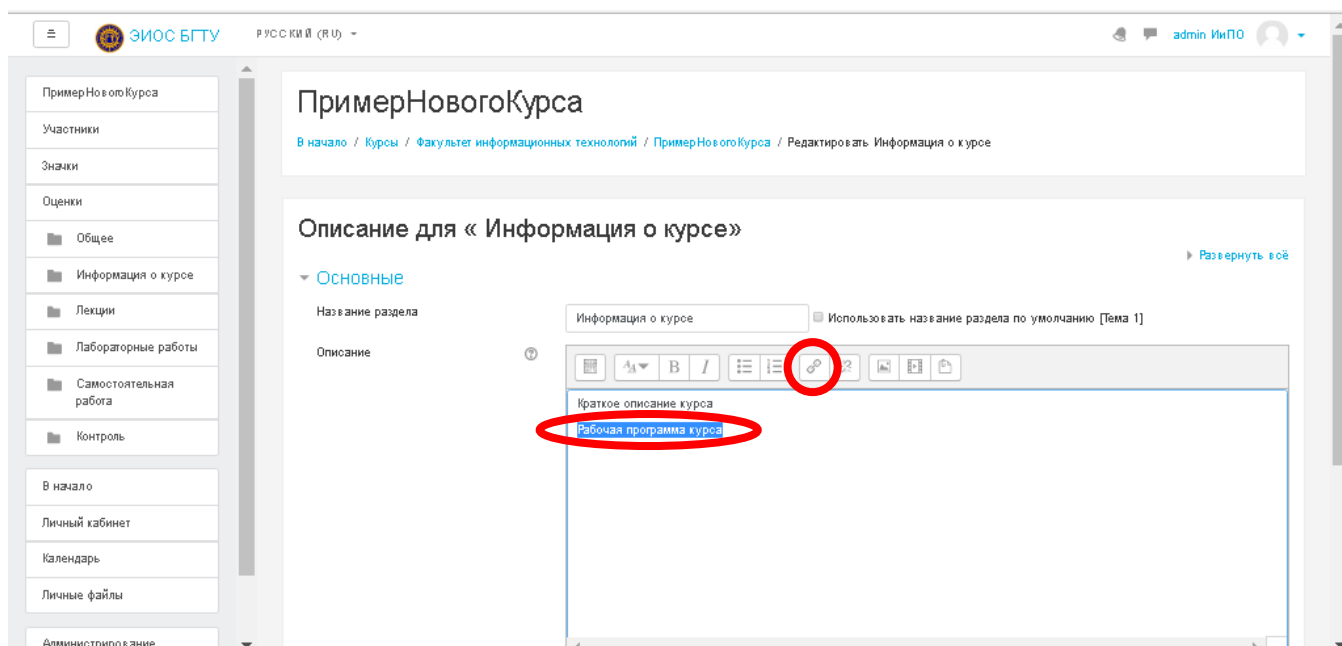 ЭИОС БГТУ
РУССКИЙ (RU)
admin ИиПО
ПримерНовогоКурса
Участники
Значки
Оценки
Общее
Информация о курсе
Лекции
Лабораторные работы
Самостоятельная
работа
Контроль
В начало
Личный кабинет
Календарь
Личные файлы
Администрирование
ПримерНовогоКурса
В начало / Курсы / Факультет информационных технологий / ПримерНовогоКурса / Редактировать Информация о курсе
Описание для « Информация о курсе»
Развернуть всё
Основные
Название раздела
Информация о курсе
Использовать название раздела по умолчанию [Тема 1]
Описание
B I
Краткое описание курса
Рабочая программа курса